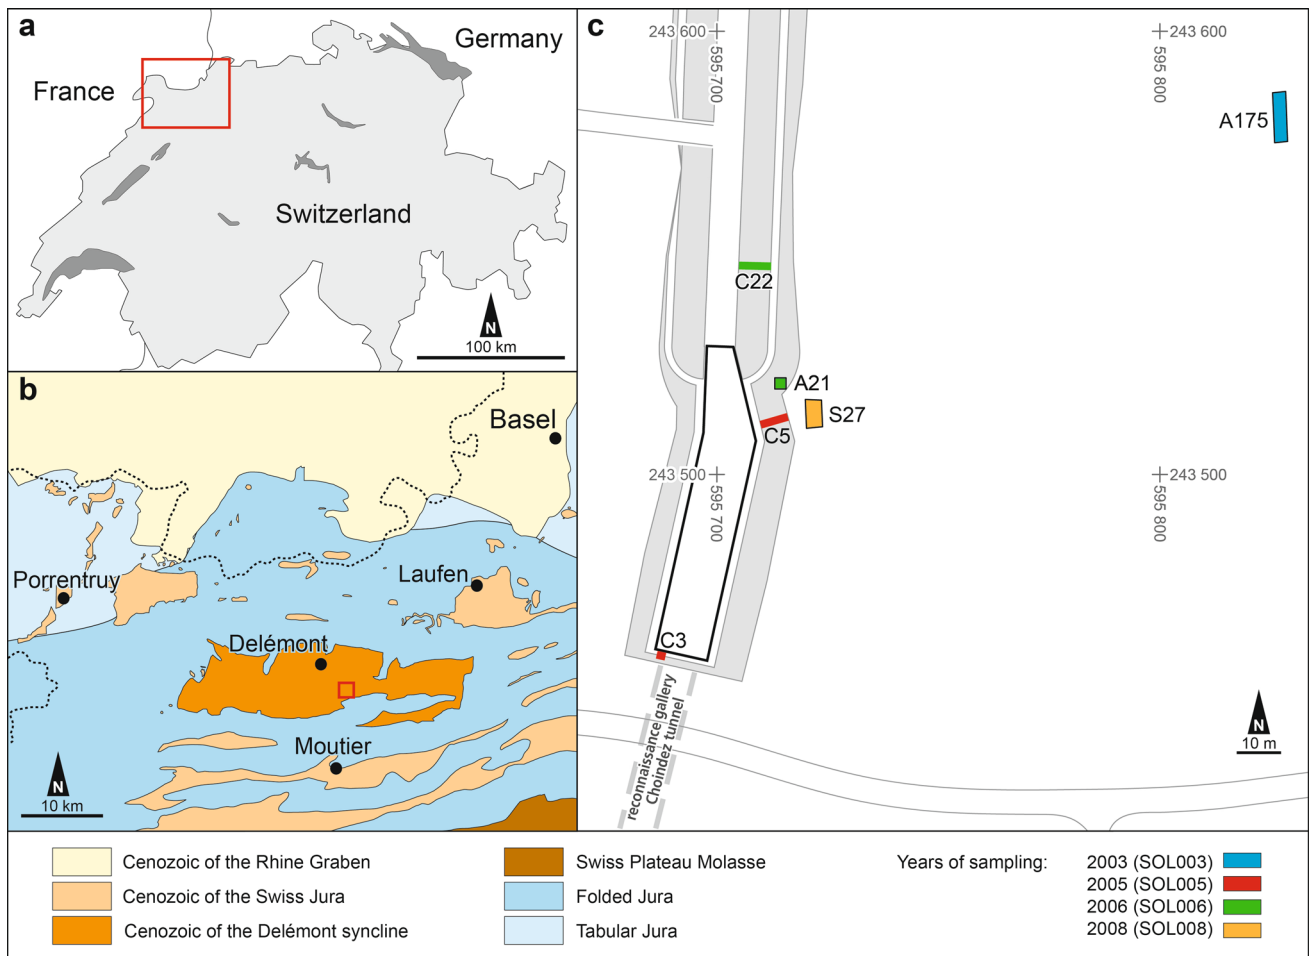 a
Germany
France
Switzerland
N
100 km
b
Basel
Porrentruy
Laufen
Delémont
Moutier
N
10 km
c
243 600
595 700
243 600
595 800
A175
C22
A21
S27
C5
243 500
595 700
243 500
595 800
C3
reconnaissance gallery
Choindez tunnel
N
10 m
Cenozoic of the Rhine Graben
Cenozoic of the Swiss Jura
Cenozoic of the Delémont syncline
Swiss Plateau Molasse
Folded Jura
Tabular Jura
Years of sampling:
2003 (SOL003)
2005 (SOL005)
2006 (SOL006)
2008 (SOL008)